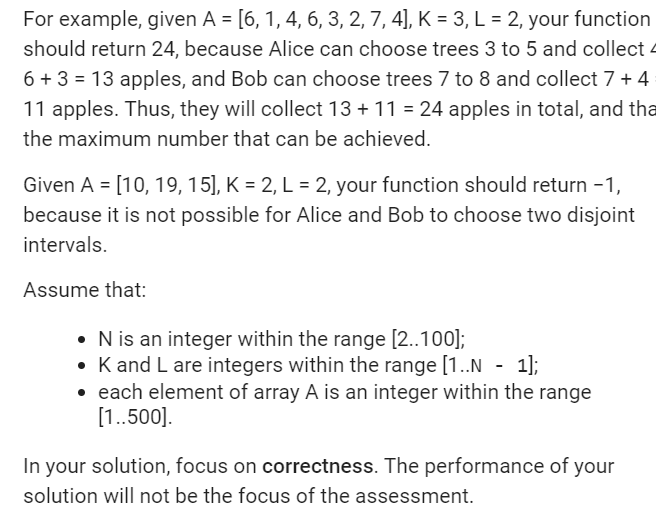 For example, given A = [6, 1, 4, 6, 3, 2, 7, 4], K = 3, L = 2, your function
should return 24, because Alice can choose trees 3 to 5 and collect
6 + 3 = 13 apples, and Bob can choose trees 7 to 8 and collect 7 + 4
11 apples. Thus, they will collect 13 + 11 = 24 apples in total, and
the maximum number that can be achieved.
Given A = [10, 19, 15], K = 2, L = 2, your function should return −1,
because it is not possible for Alice and Bob to choose two disjoint
intervals.
Assume that:
• N is an integer within the range [2..100];
• K and L are integers within the range [1..N - 1];
• each element of array A is an integer within the range
[1..500].
In your solution, focus on correctness. The performance of your
solution will not be the focus of the assessment.